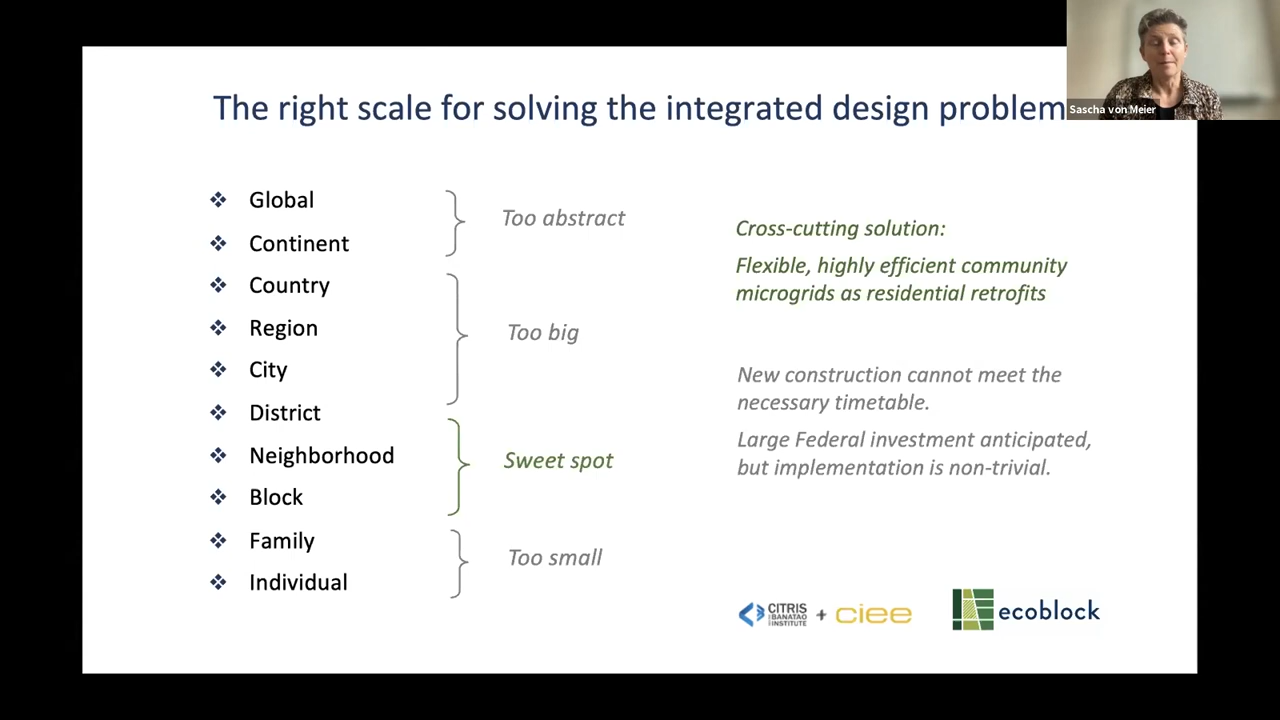 The right scale for solving the integrated design problem
Sascha von Meier
Global
Continent
Country
Region
City
District
Neighborhood
Block
Family
Individual
Too abstract
Too big
Sweet spot
Too small
Cross-cutting solution:
Flexible, highly efficient community
microgrids as residential retrofits
New construction cannot meet the
necessary timetable.
Large Federal investment anticipated,
but implementation is non-trivial.
CITRIS
BANATAO
INSTITUTE
+ ciee
ecoblock